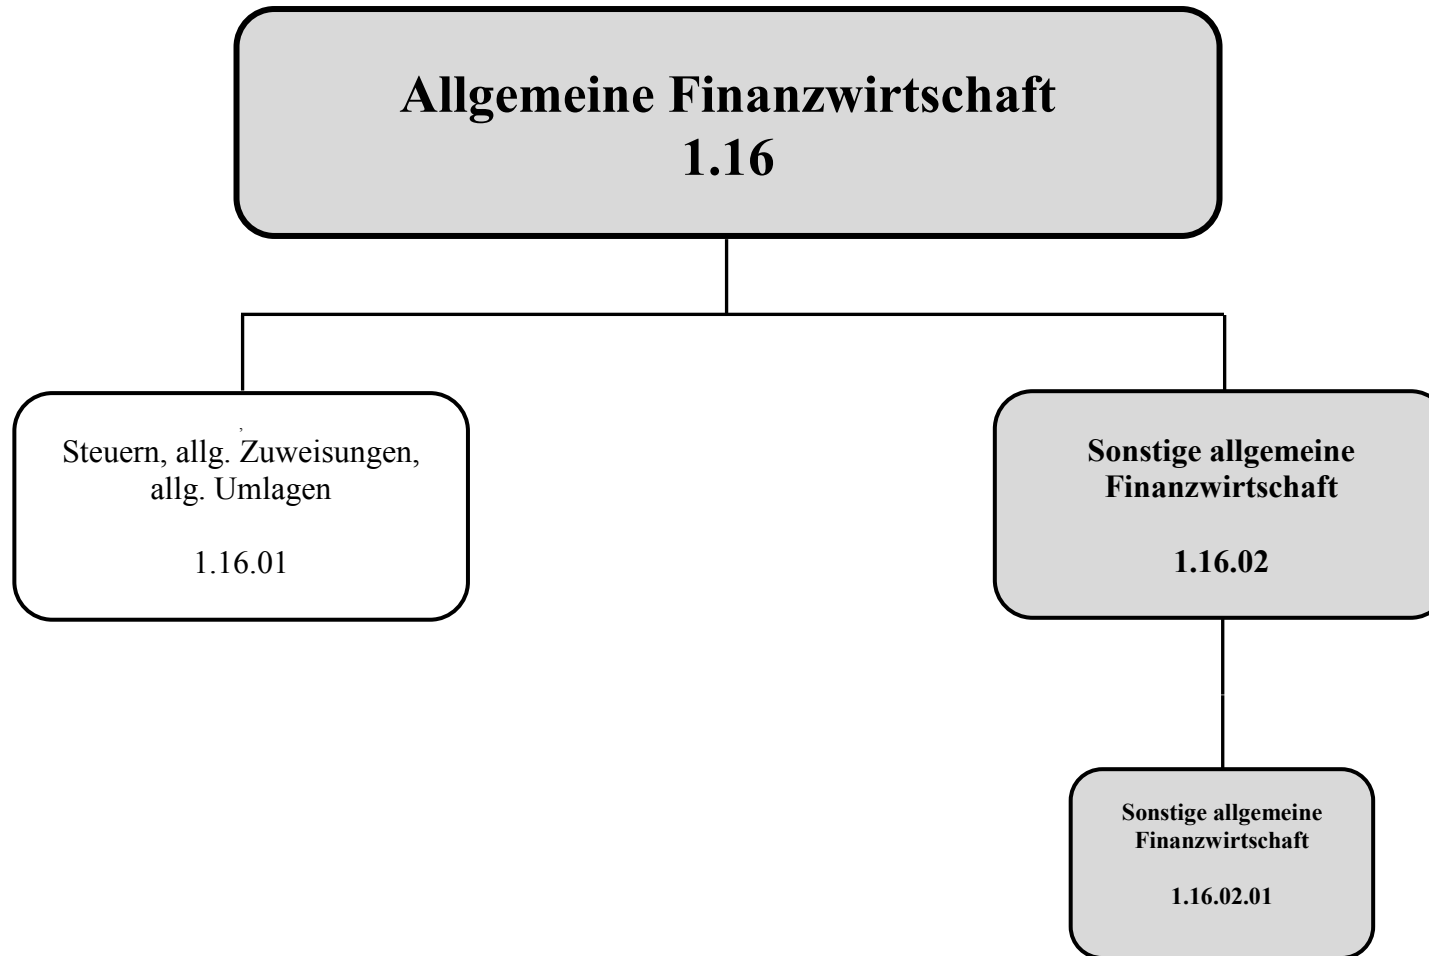 Allgemeine Finanzwirtschaft
1.16
,
Steuern, allg. Zuweisungen,
allg. Umlagen
1.16.01
Sonstige allgemeine
Finanzwirtschaft
1.16.02
Sonstige allgemeine
Finanzwirtschaft
1.16.02.01